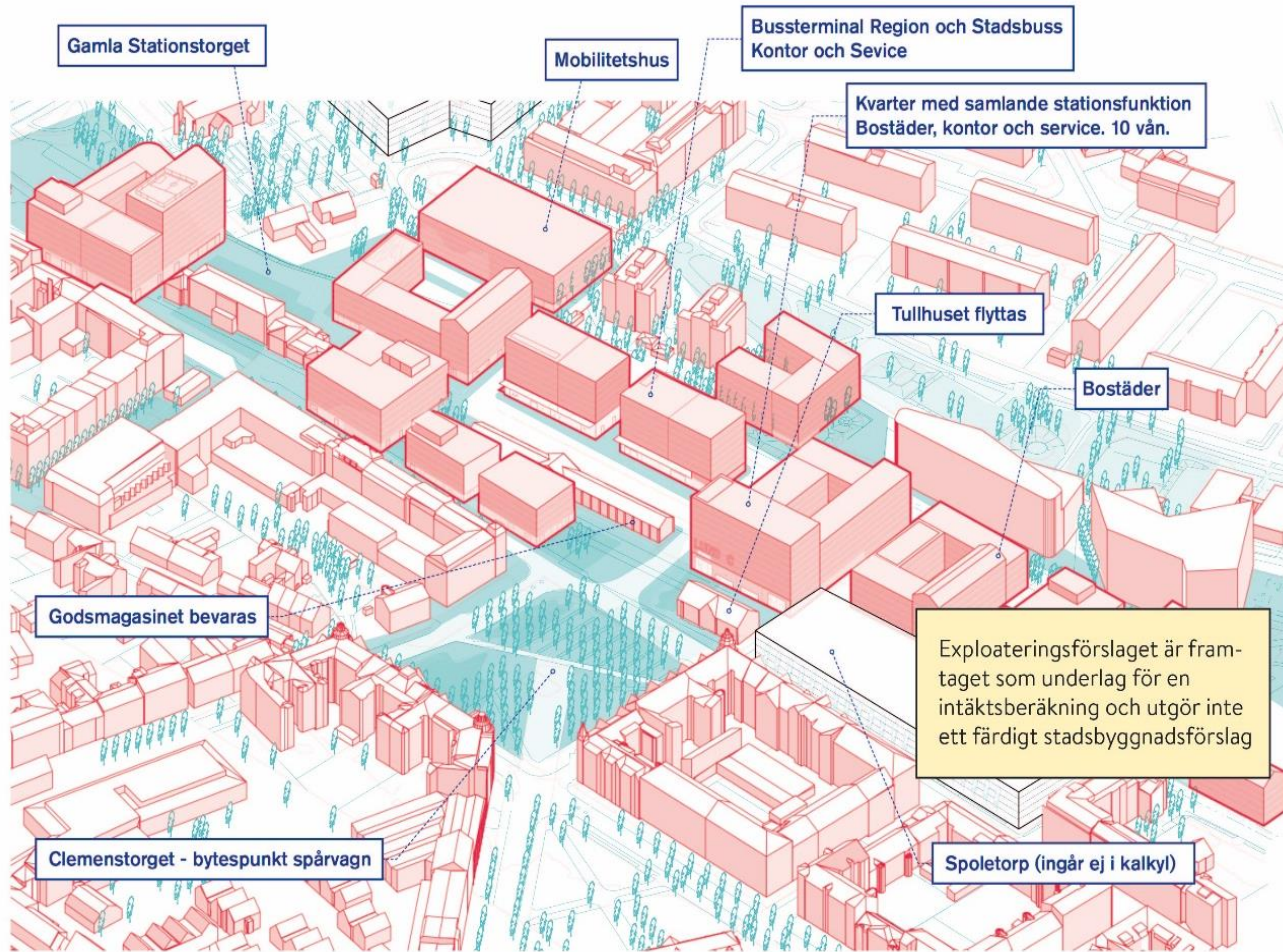 Gamla Stationstorget
Mobilitetshus
Bussterminal Region och Stadsbuss
Kontor och Sevice
Kvarter med samlande stationsfunktion
Bostäder, kontor och service. 10 vån.
Tullhuset flyttas
Bostäder
Godsmagasinet bevaras
Exploateringsförslaget är fram-
taget som underlag för en
intäktsberäkning och utgör inte
ett färdigt stadsbyggnadsförslag
Clemenstorget - bytespunkt spårvagn
Spoletorp (ingår ej i kalkyl)